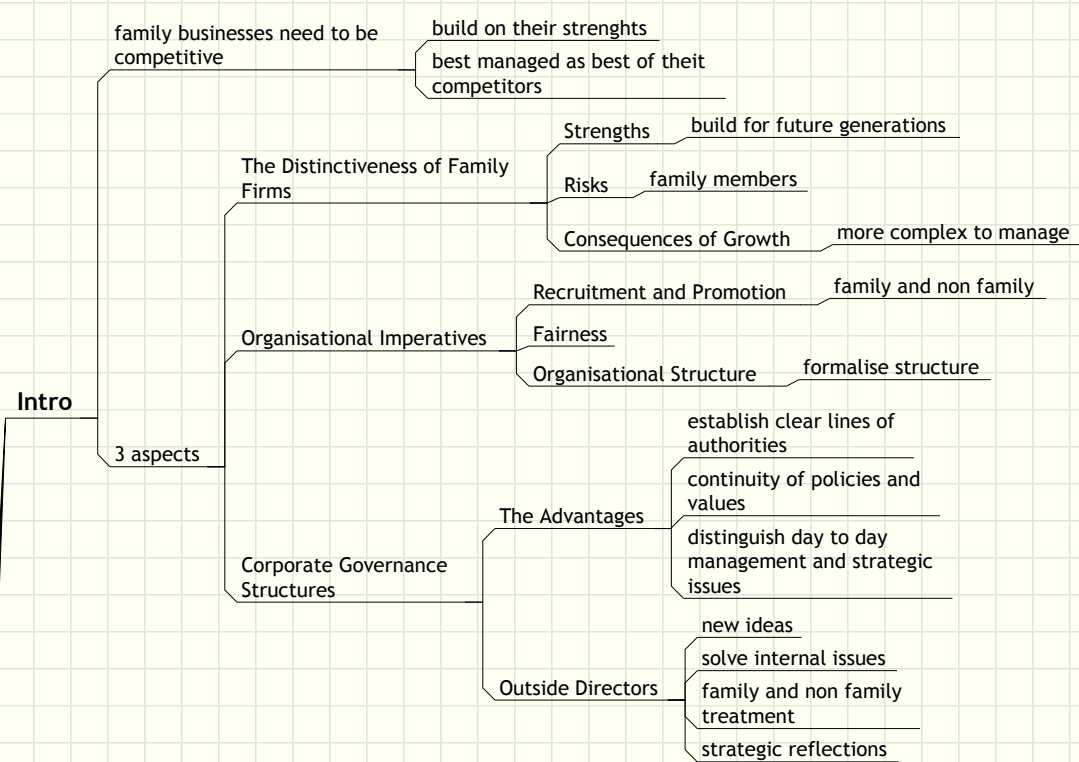 family businesses need to be
competitive
build on their strenghts
best managed as best of theit
competitors
Intro
3 aspects
The Distinctiveness of Family
Firms
Strengths
build for future generations
Risks
family members
Consequences of Growth
more complex to manage
Organisational Imperatives
Recruitment and Promotion
family and non family
Fairness
Organisational Structure
formalise structure
Corporate Governance
Structures
The Advantages
establish clear lines of
authorities
continuity of policies and
values
distinguish day to day
management and strategic
issues
Outside Directors
new ideas
solve internal issues
family and non family
treatment
strategic reflections